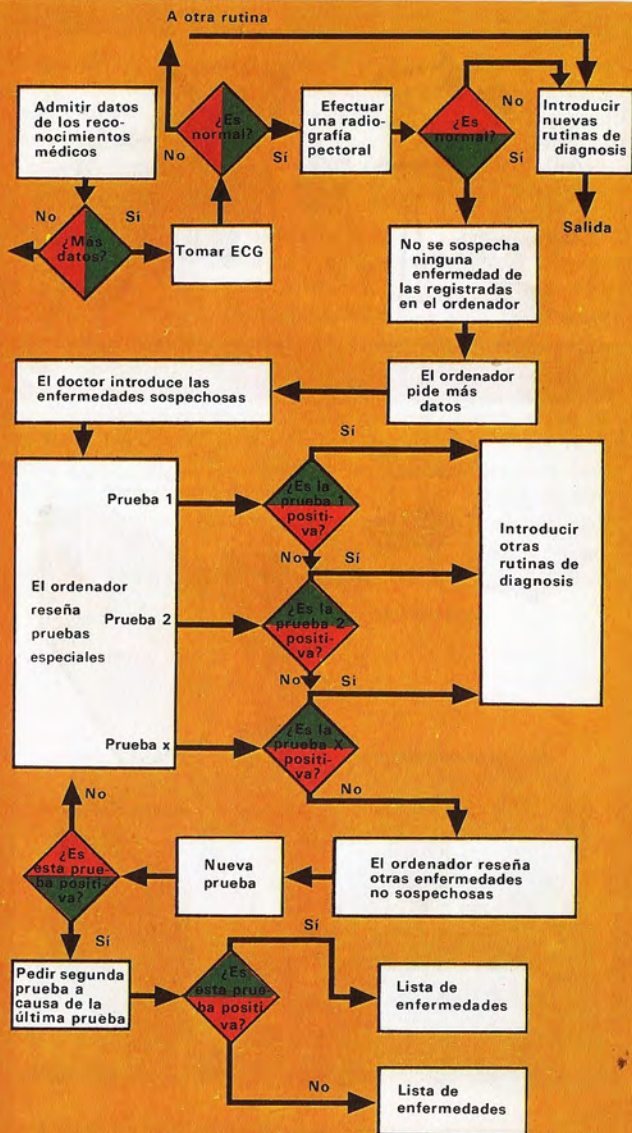 A otra rutina
Admitir datos
de los reco-
nocimientos
médicos
¿Es
normal?
No
Sí
Efectuar
una radio-
grafía
pectoral
¿Es
normal?
No
Sí
Introducir
nuevas
rutinas de
diagnosis
Salida
No
Sí
¿Más
datos?
Tomar ECG
No se sospecha
ninguna
enfermedad de
las registradas
en el ordenador
El doctor introduce las
enfermedades sospechosas
El ordenador
pide más
datos
Sí
Prueba 1
¿Es la
prueba 1
positi-
va?
No
Sí
Introducir
otras
rutinas de
diagnosis
El ordenador
reseña
pruebas
especiales
Prueba 2
¿Es la
prueba 2
positi-
va?
No
Sí
Prueba x
¿Es la
prueba X
positi-
va?
No
No
¿Es
esta prue-
ba positi-
va?
Nueva
prueba
El ordenador reseña
otras enfermedades
no sospechosas
Sí
Sí
Pedir segunda
prueba a
causa de la
última prueba
¿Es
esta prue-
ba positi-
va?
Lista de
enfermedades
No
Lista de
enfermedades